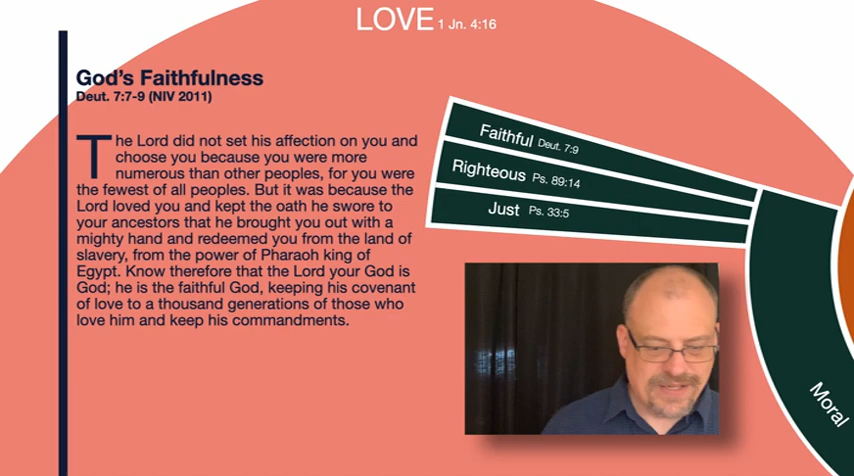 LOVE 1 Jn. 4:16
God's Faithfulness
Deut. 7:7-9 (NIV 2011)
The Lord did not set his affection on you and
choose you because you were more
numerous than other peoples, for you were
the fewest of all peoples. But it was because the
Lord loved you and kept the oath he swore to
your ancestors that he brought you out with a
mighty hand and redeemed you from the land of
slavery, from the power of Pharaoh king of
Egypt. Know therefore that the Lord your God is
God; he is the faithful God, keeping his covenant
of love to a thousand generations of those who
love him and keep his commandments.
Faithful Deut. 7:9
Righteous Ps. 89:14
Just Ps. 33:5
Moral